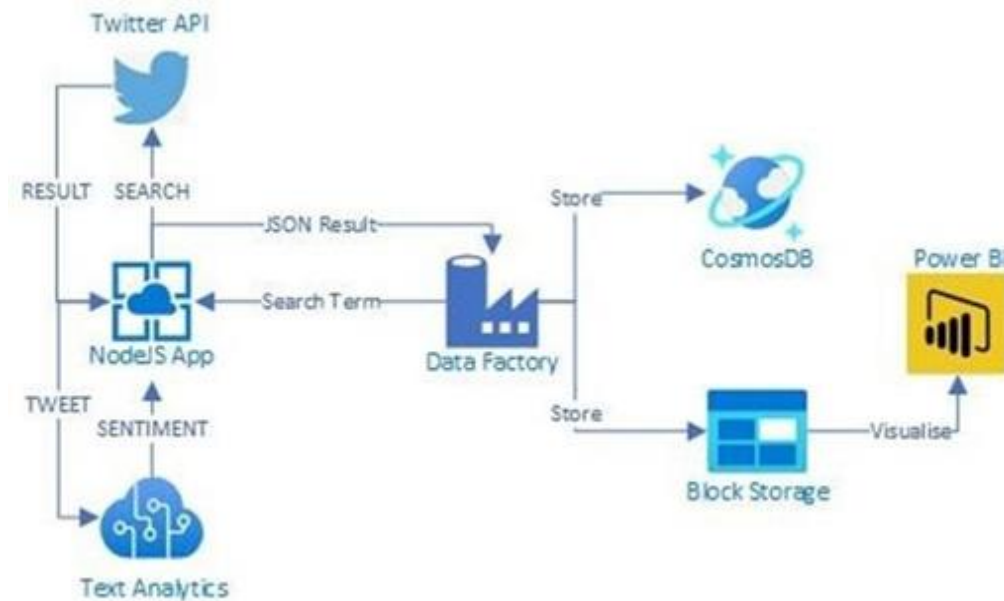 Twitter API
RESULT
SEARCH
JSON Result
Store
CosmosDB
Power BI
Search Term
NodeJS App
Data Factory
TWEET
SENTIMENT
Store
Visualise
Block Storage
Text Analytics